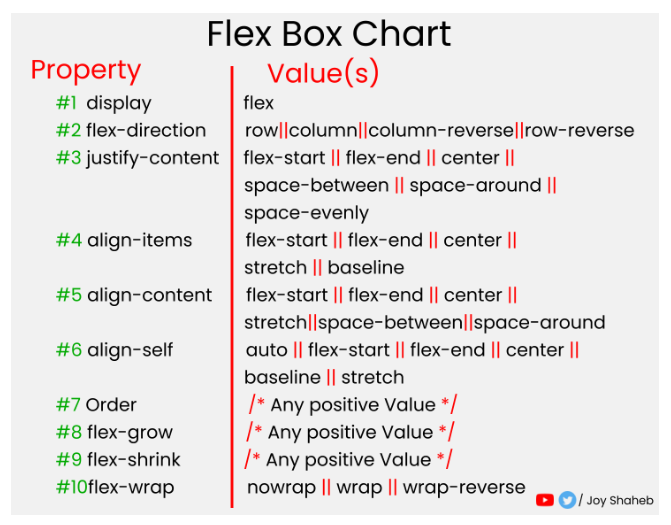 Flex Box Chart
Property Value(s)
#1 display flex
#2 flex-direction row||column||column-reverse||row-reverse
#3 justify-content flex-start || flex-end || center ||
space-between || space-around ||
space-evenly
#4 align-items flex-start || flex-end || center ||
stretch || baseline
#5 align-content flex-start || flex-end || center ||
stretch||space-between||space-around
#6 align-self auto || flex-start || flex-end || center ||
baseline || stretch
#7 Order /* Any positive Value */
#8 flex-grow /* Any positive Value */
#9 flex-shrink /* Any positive Value */
#10flex-wrap nowrap || wrap || wrap-reverse
/ Joy Shaheb